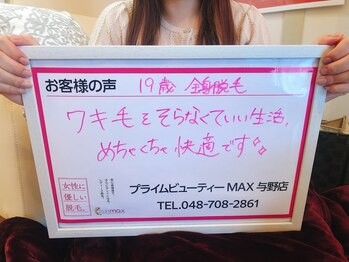 お客様の声 19歳 全身脱毛
ワキ毛をそらなくていい生活、
めちゃくちゃ快適です✧✧
女性に
優しい
脱毛。
max
プライムビューティーMAX 与野店
TEL.048-708-2861